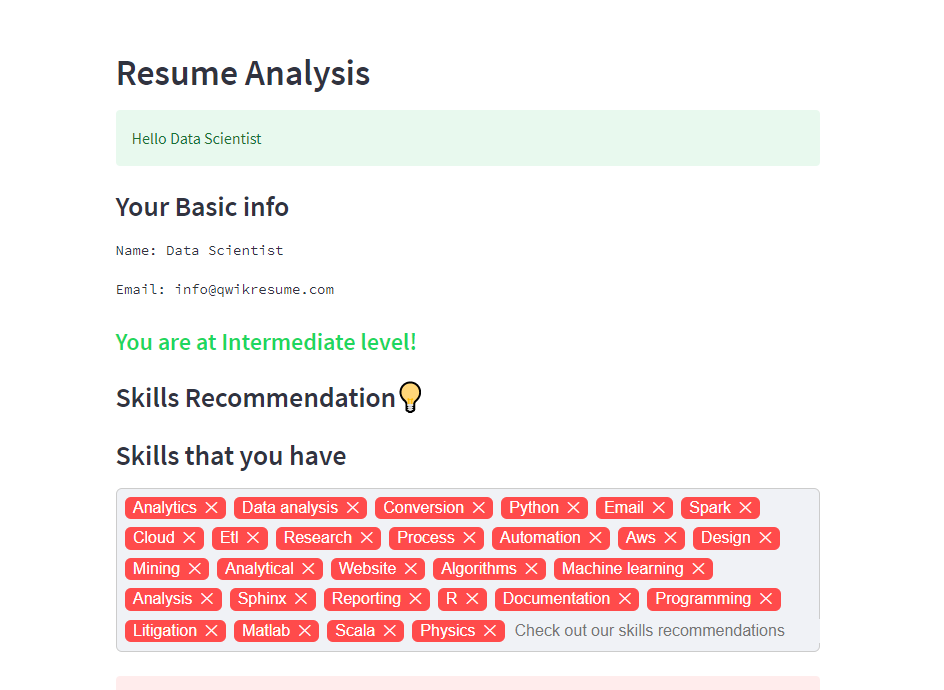 Resume Analysis
Hello Data Scientist
Your Basic info
Name: Data Scientist
Email: info@qwikresume.com
You are at Intermediate level!
Skills Recommendation💡
Skills that you have
Analytics × Data analysis × Conversion × Python × Email × Spark ×
Cloud × Etl × Research × Process × Automation × Aws × Design ×
Mining × Analytical × Website × Algorithms × Machine learning ×
Analysis × Sphinx × Reporting × R × Documentation × Programming ×
Litigation × Matlab × Scala × Physics × Check out our skills recommendations